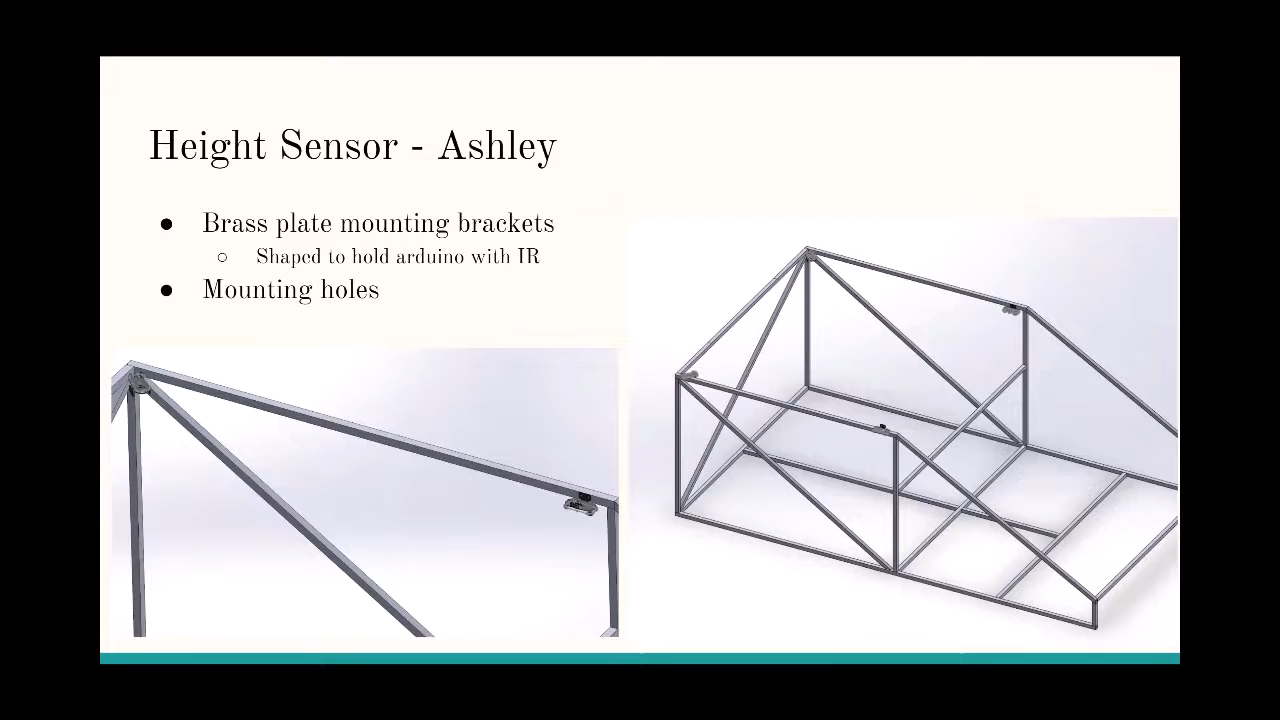 Height Sensor - Ashley
● Brass plate mounting brackets
○ Shaped to hold arduino with IR
● Mounting holes